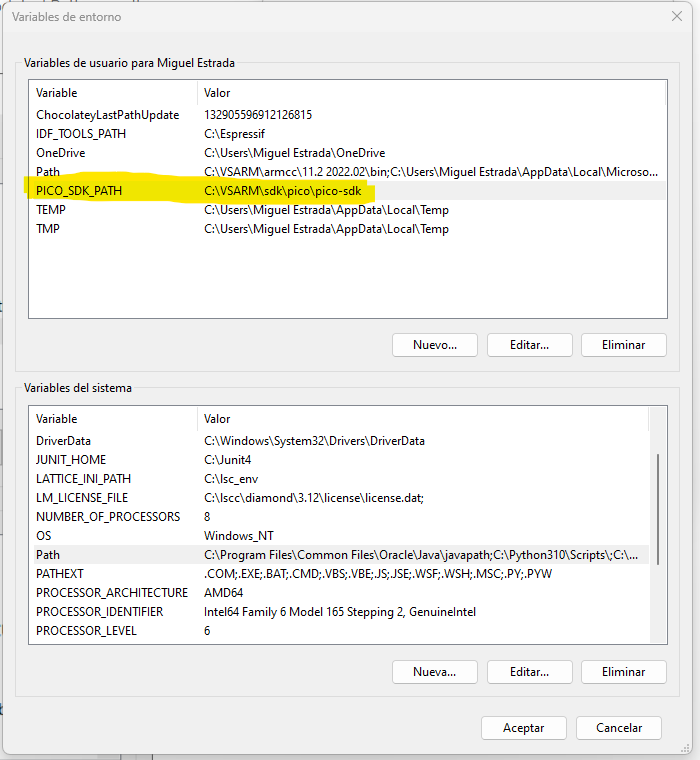 Variables de entorno
Variables de usuario para Miguel Estrada
Variable Valor
ChocolateyLastPathUpdate 132905596912126815
IDF_TOOLS_PATH C:\Espressif
OneDrive C:\Users\Miguel Estrada\OneDrive
Path C:\VSARM\armcc\11.2 2022.02\bin;C:\Users\Miguel Estrada\AppData\Local\Microso...
PICO_SDK_PATH C:\VSARM\sdk\pico\pico-sdk
TEMP C:\Users\Miguel Estrada\AppData\Local\Temp
TMP C:\Users\Miguel Estrada\AppData\Local\Temp
Nuevo... Editar... Eliminar
Variables del sistema
Variable Valor
DriverData C:\Windows\System32\Drivers\DriverData
JUNIT_HOME C:\Junit4
LATTICE_INI_PATH C:\lsc_env
LM_LICENSE_FILE C:\lscc\diamond\3.12\license\license.dat;
NUMBER_OF_PROCESSORS 8
OS Windows_NT
Path C:\Program Files\Common Files\Oracle\Java\javapath;C:\Python310\Scripts\;C:\...
PATHEXT .COM;.EXE;.BAT;.CMD;.VBS;.VBE;.JS;.JSE;.WSF;.WSH;.MSC;.PY;.PYW
PROCESSOR_ARCHITECTURE AMD64
PROCESSOR_IDENTIFIER Intel64 Family 6 Model 165 Stepping 2, GenuineIntel
PROCESSOR_LEVEL 6
Nueva... Editar... Eliminar
Aceptar Cancelar